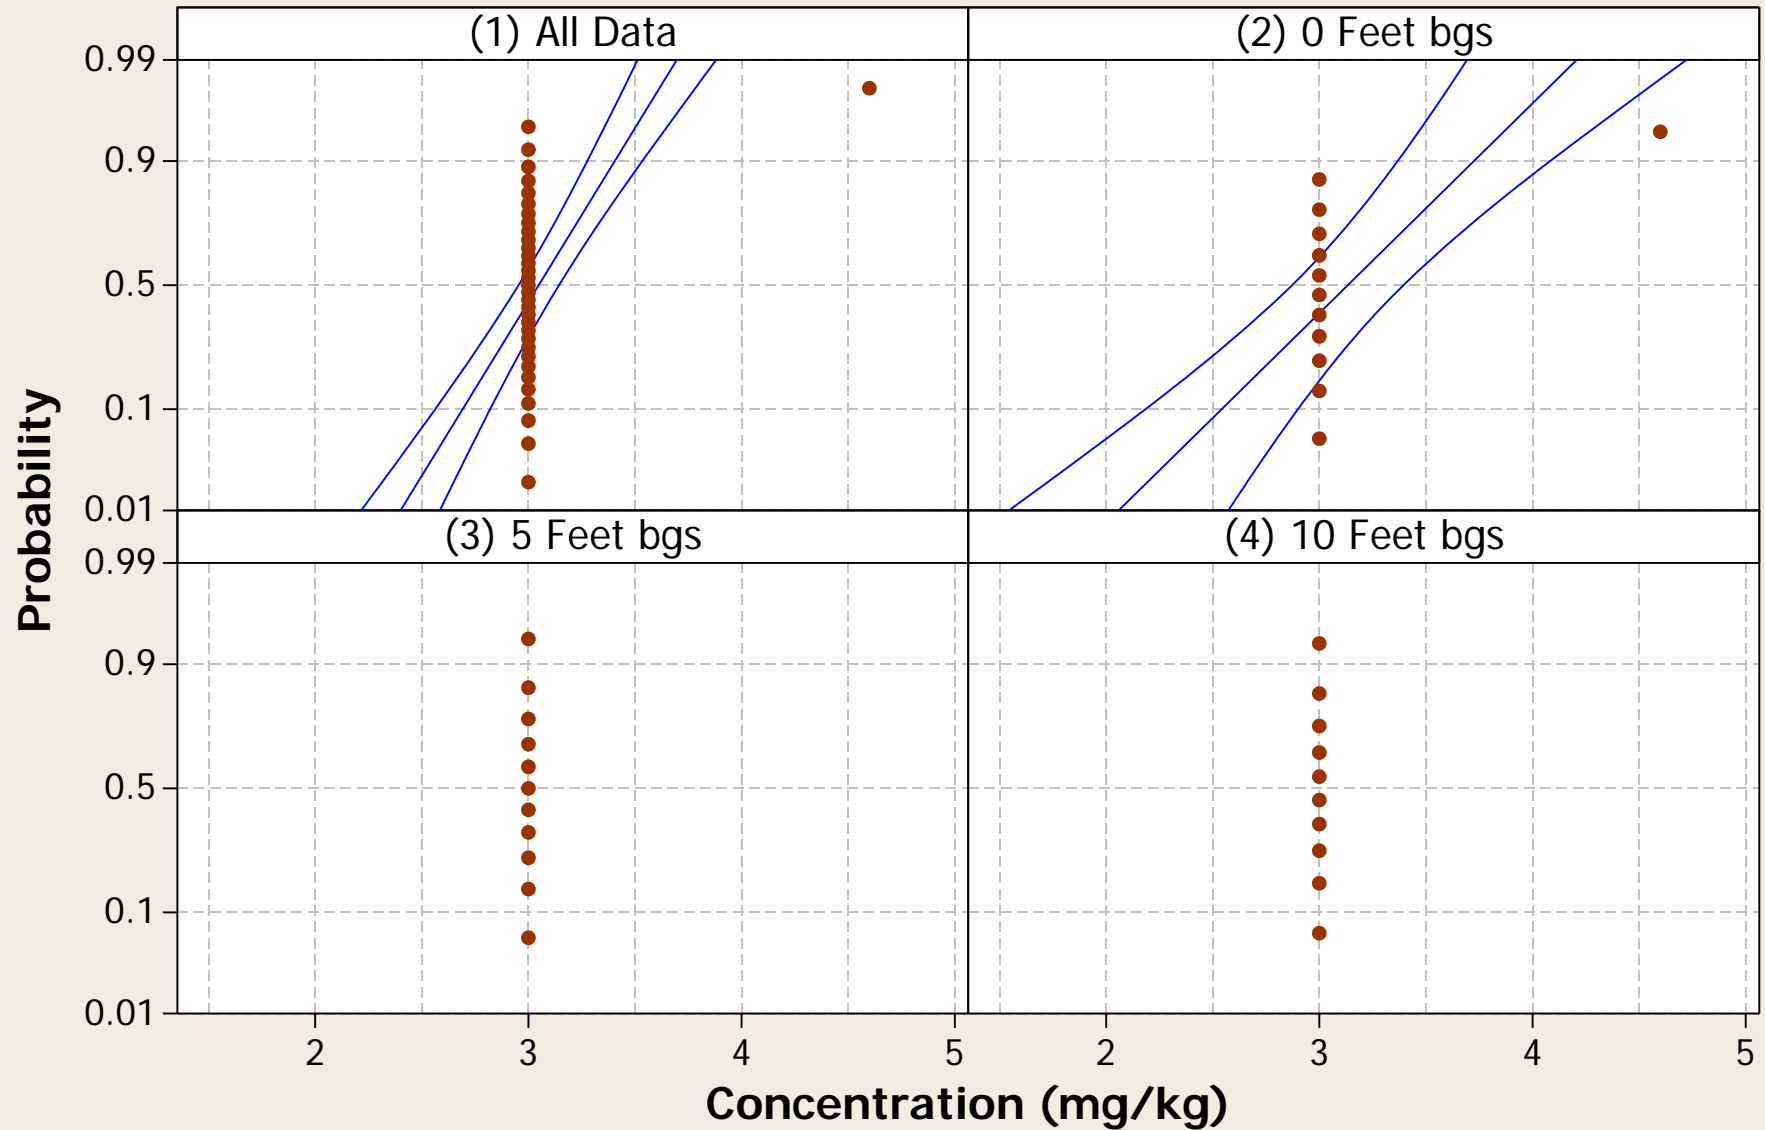 (1) All Data
(2) 0 Feet bgs
0.99
0.9
0.5
0.1
0.01
(3) 5 Feet bgs
(4) 10 Feet bgs
0.99
0.9
0.5
0.1
0.01
Probability
2 3 4 5
2 3 4 5
Concentration (mg/kg)